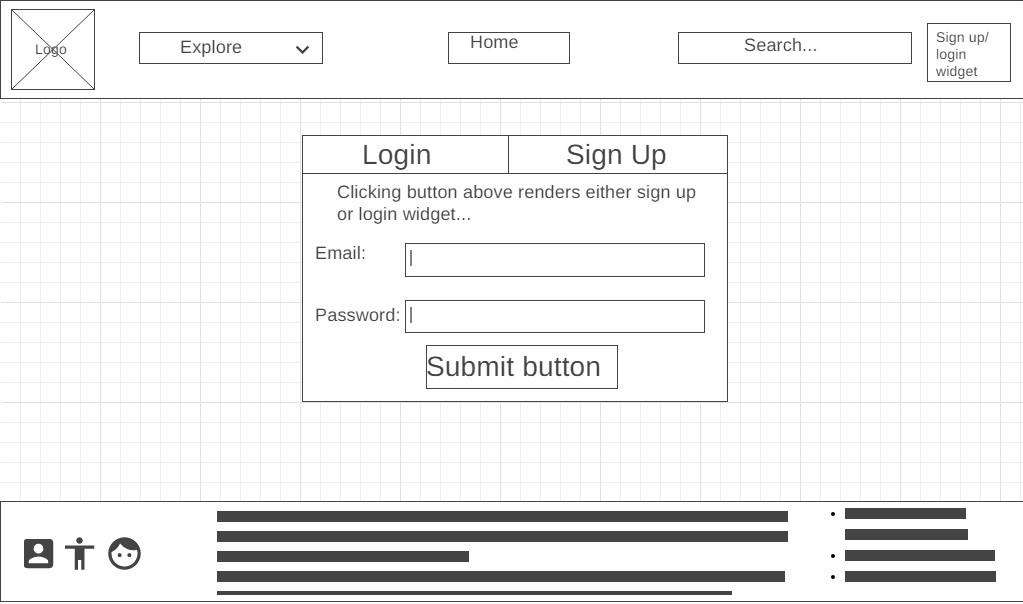 Logo
Explore
Home
Search...
Sign up/
login
widget
Login
Sign Up
Clicking button above renders either sign up
or login widget...
Email:
Password:
Submit button